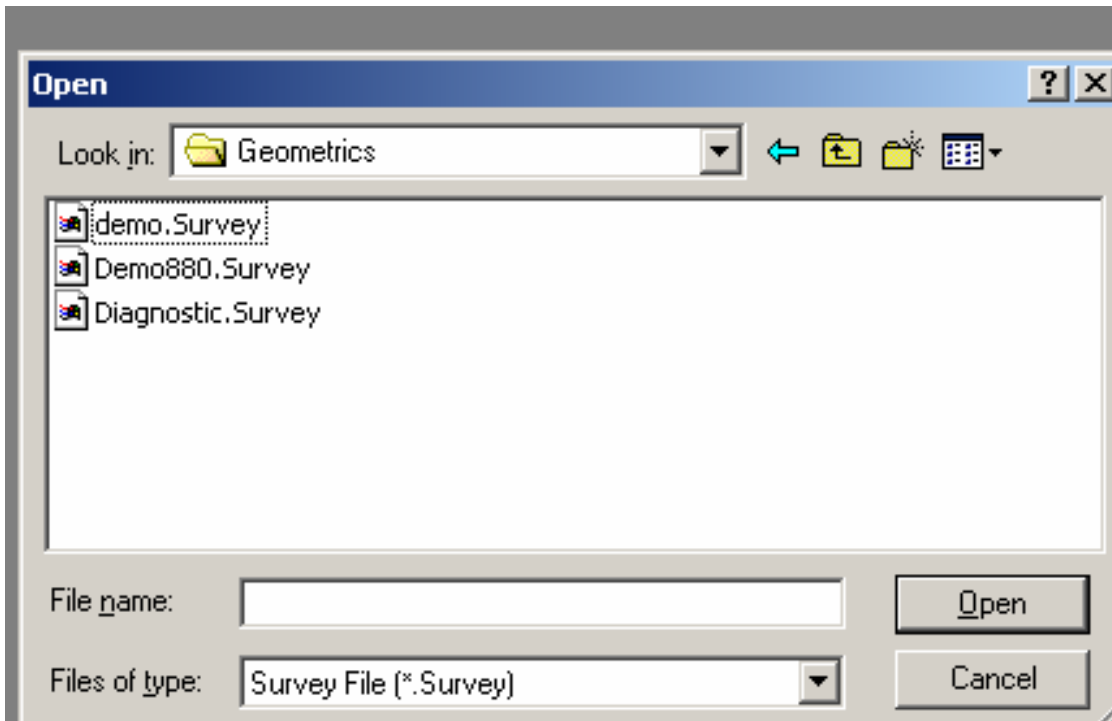 Open
Look in: Geometrics
demo.Survey
Demo880.Survey
Diagnostic.Survey
File name: Open
Files of type: Survey File (*.Survey) Cancel